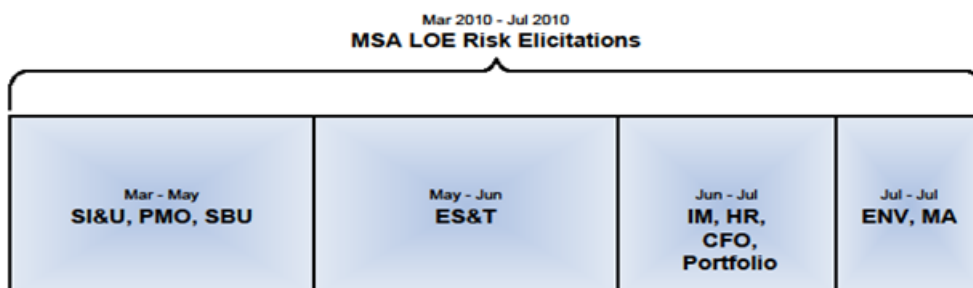 Mar 2010 - Jul 2010
MSA LOE Risk Elicitations
Mar - May
SI&U, PMO, SBU
May - Jun
ES&T
Jun - Jul
IM, HR,
CFO,
Portfolio
Jul - Jul
ENV, MA